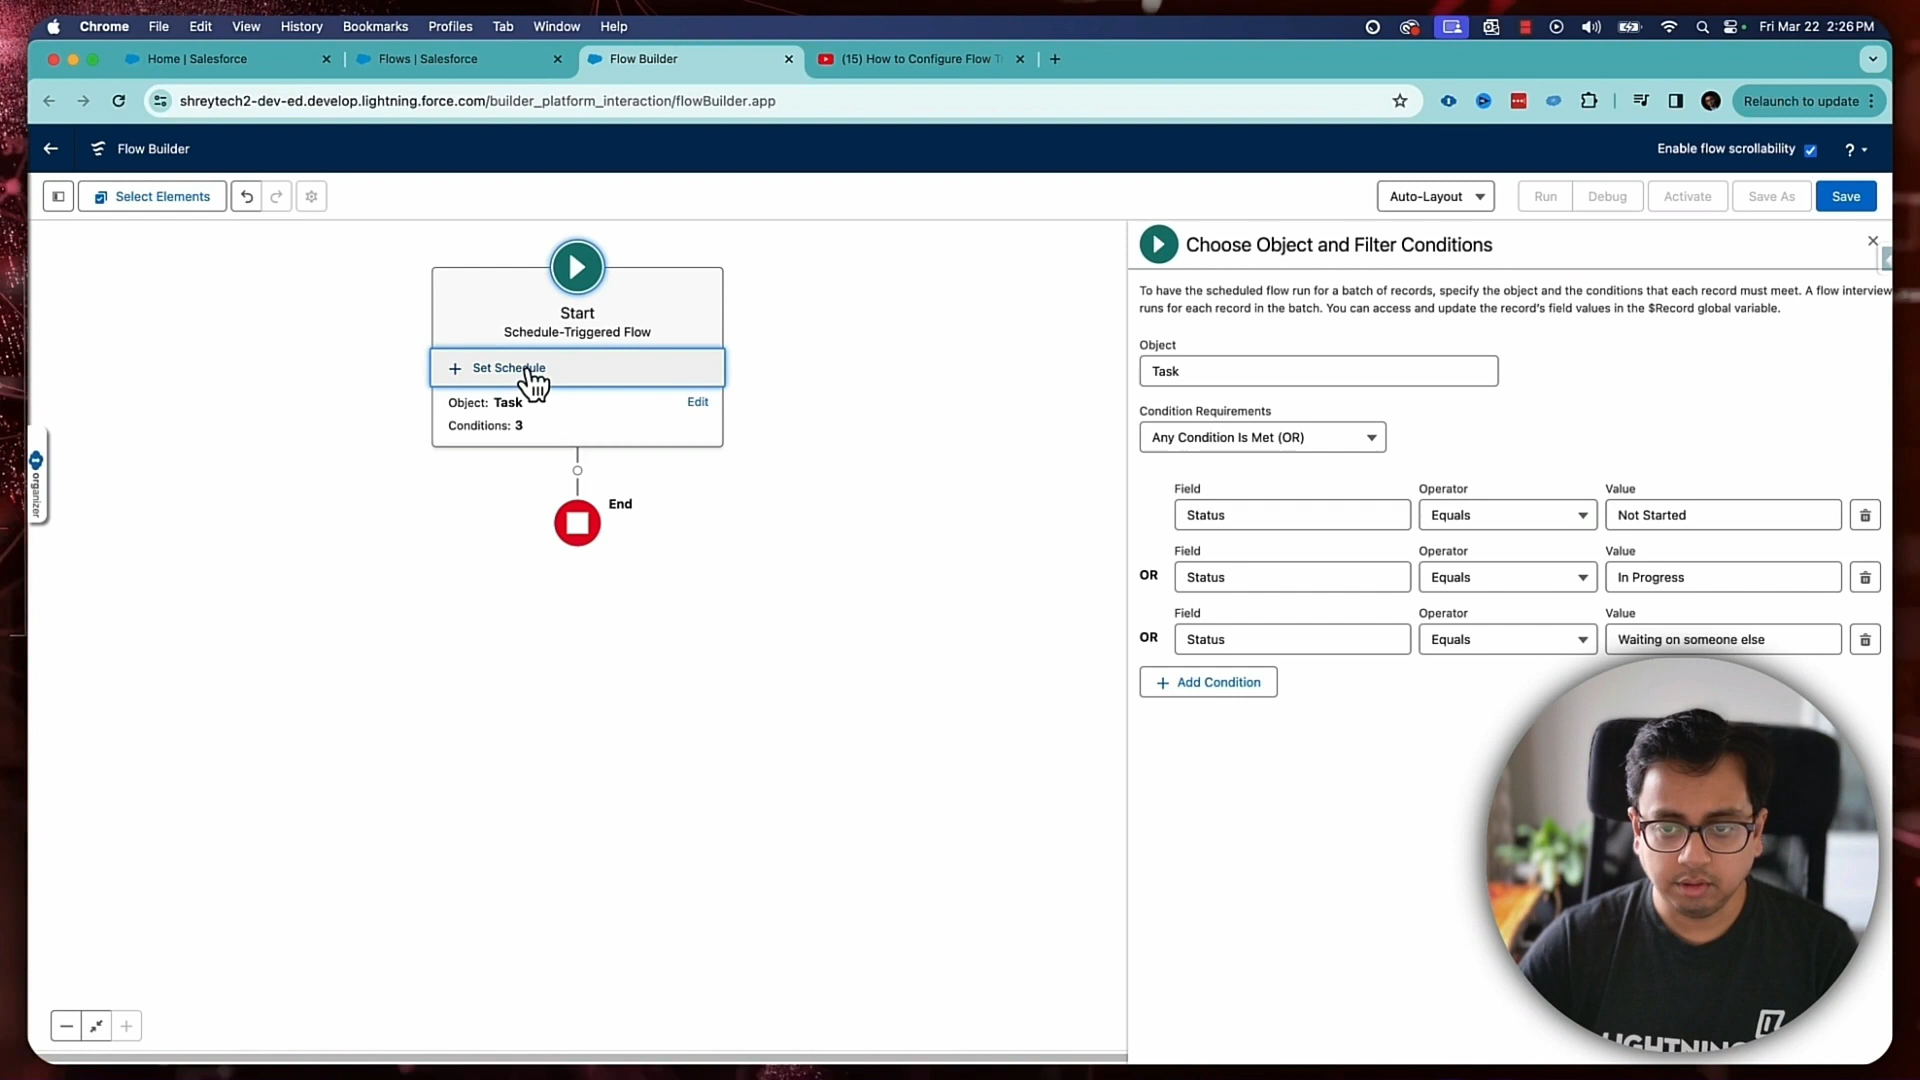 Chrome File Edit View History Bookmarks Profiles Tab Window Help Fri Mar 22 2:26 PM
Home | Salesforce Flows | Salesforce Flow Builder (15) How to Configure Flow
shreytech2-dev-ed.develop.lightning.force.com/builder_platform_interaction/flowBuilder.app Relaunch to update
Flow Builder Enable flow scrollability ?
Select Elements Auto-Layout Run Debug Activate Save As Save
Choose Object and Filter Conditions
To have the scheduled flow run for a batch of records, specify the object and the conditions that each record must meet. A flow interview
runs for each record in the batch. You can access and update the record's field values in the $Record global variable.
Start
Schedule-Triggered Flow
+ Set Schedule
Object: Task Edit
Conditions: 3
End
organizer
Object
Task
Condition Requirements
Any Condition Is Met (OR)
Field Operator Value
Status Equals Not Started
Field Operator Value
OR Status Equals In Progress
Field Operator Value
OR Status Equals Waiting on someone else
+ Add Condition